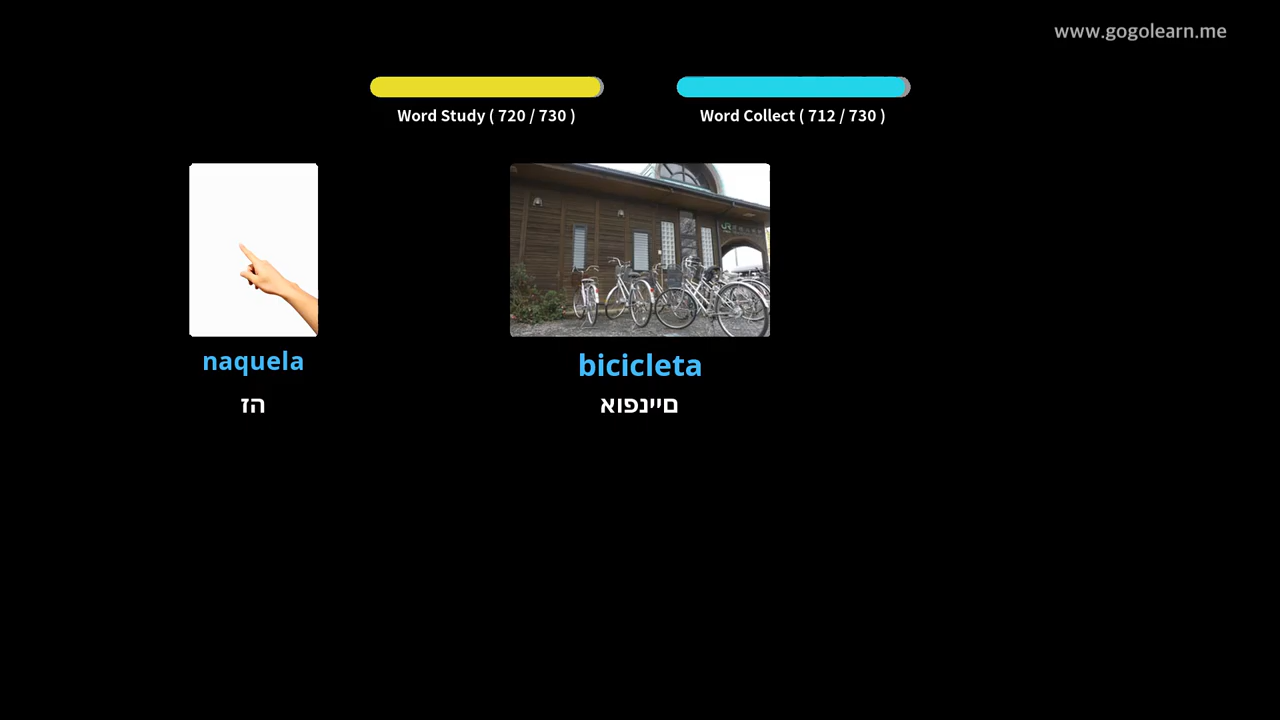 www.gogolearn.me
Word Study ( 720 / 730 )
Word Collect ( 712 / 730 )
naquela
הז
bicicleta
םיינפוא